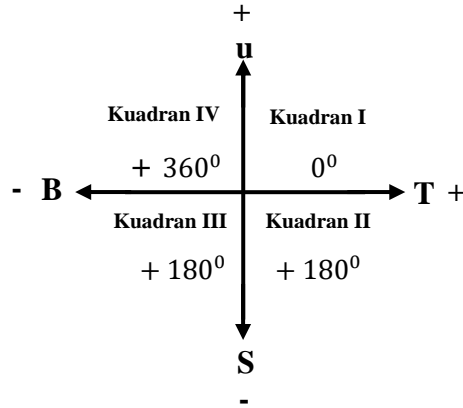 +
u
Kuadran IV Kuadran I
+ 360⁰ 0⁰
- B T +
Kuadran III Kuadran II
+ 180⁰ + 180⁰
S
-